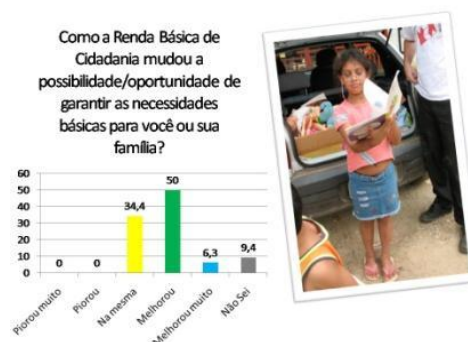 Como a Renda Básica de
Cidadania mudou a
possibilidade/oportunidade de
garantir as necessidades
básicas para você ou sua
família?
60
50
40
30
20
10
0
0
0
34,4
50
6,3
9,4
Piorou muito
Piorou
Na mesma
Melhorou
Melhorou muito
Não Sei